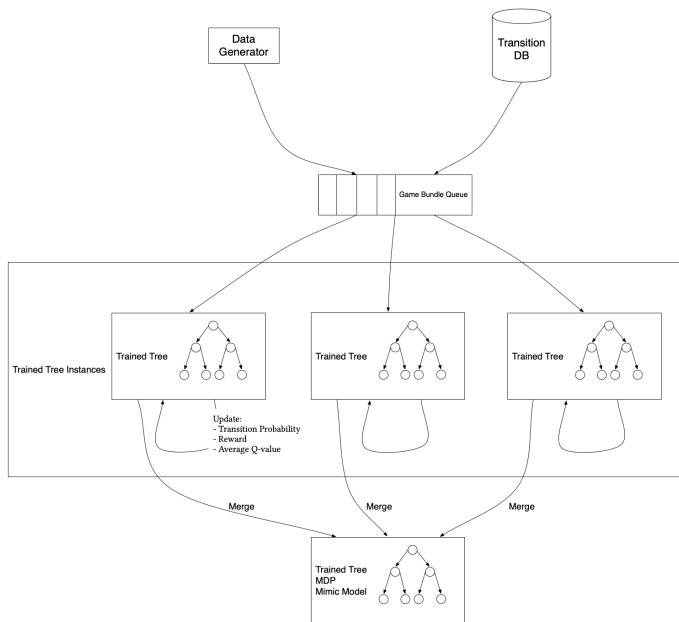 Data
Generator
Transition
DB
Game Bundle Queue
Trained Tree Instances
Trained Tree
Trained Tree
Trained Tree
Update:
- Transition Probability
- Reward
- Average Q-value
Merge
Merge
Merge
Trained Tree
MDP
Mimic Model